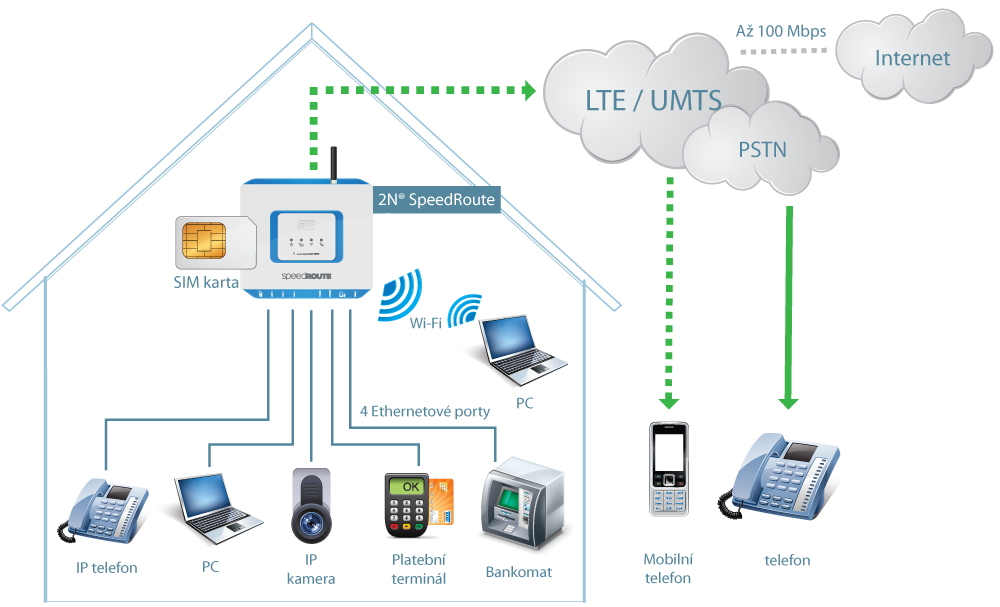 Až 100 Mbps
Internet
LTE / UMTS
PSTN
2N® SpeedRoute
SIM karta
speedROUTE
Wi-Fi
PC
4 Ethernetové porty
OK
IP telefon
PC
IP
kamera
Platební
terminál
Bankomat
Mobilní
telefon
telefon